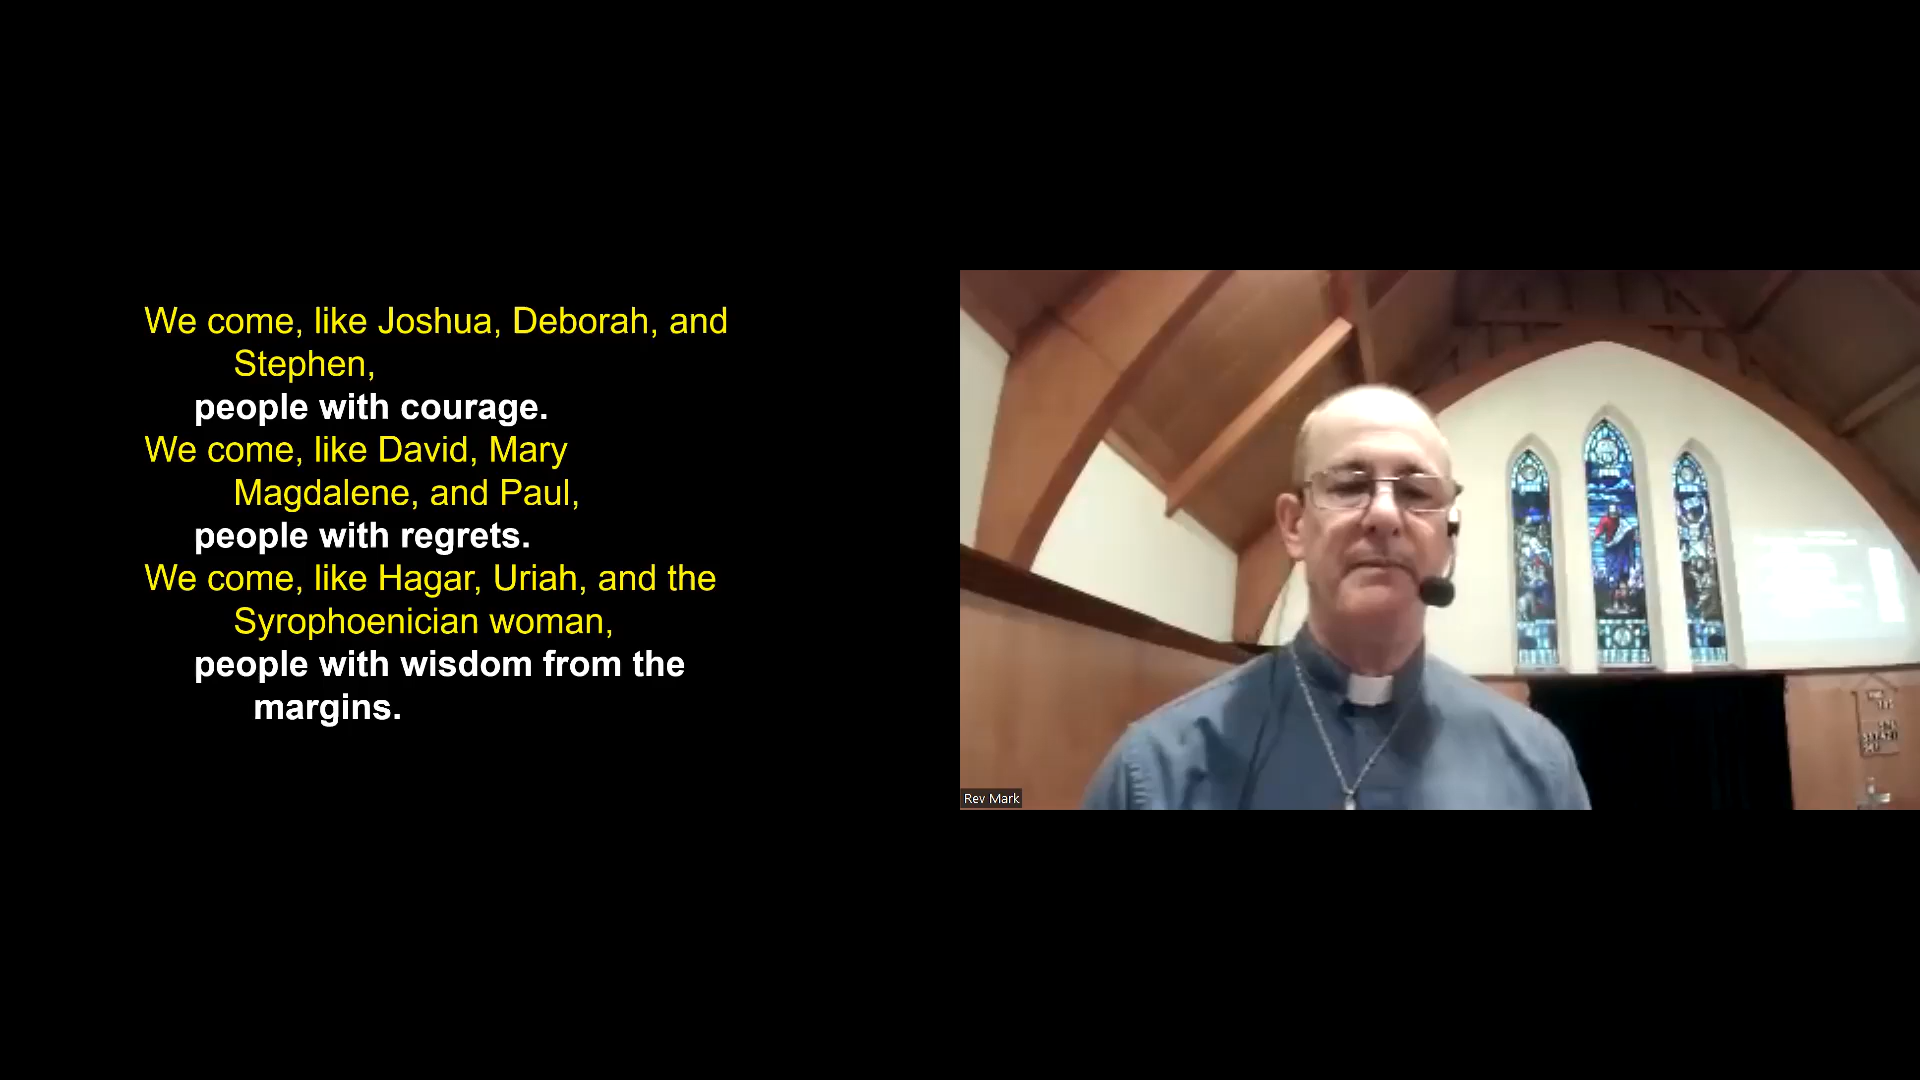 We come, like Joshua, Deborah, and
Stephen,
people with courage.
We come, like David, Mary
Magdalene, and Paul,
people with regrets.
We come, like Hagar, Uriah, and the
Syrophoenician woman,
people with wisdom from the
margins.
Rev Mark